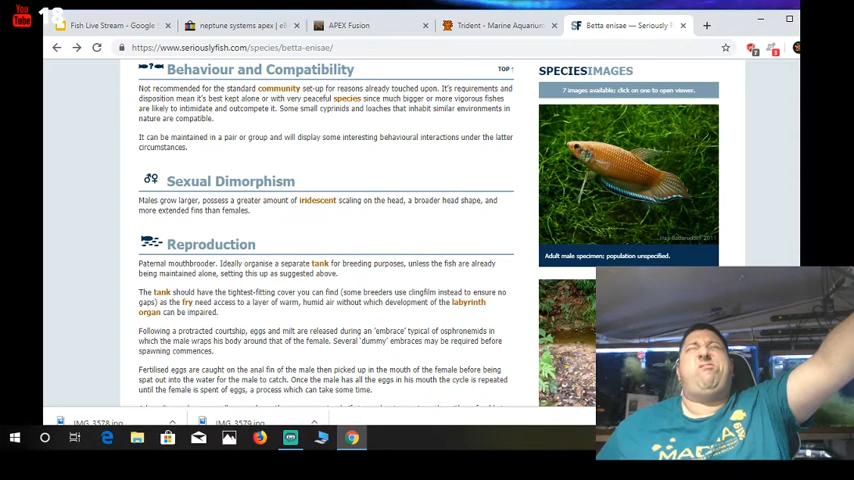 You Tube 18
Fish Live Stream - Google S
neptune systems apex | eB
APEX Fusion
Trident - Marine Aquarium
Betta enisae — Seriously F
https://www.seriouslyfish.com/species/betta-enisae/
Behaviour and Compatibility
TOP ↑
Not recommended for the standard community set-up for reasons already touched upon. It's requirements and
disposition mean it's best kept alone or with very peaceful species since much bigger or more vigorous fishes
are likely to intimidate and outcompete it. Some small cyprinids and loaches that inhabit similar environments in
nature are compatible.
It can be maintained in a pair or group and will display some interesting behavioural interactions under the latter
circumstances.
Sexual Dimorphism
Males grow larger, possess a greater amount of iridescent scaling on the head, a broader head shape, and
more extended fins than females.
Reproduction
Paternal mouthbrooder. Ideally organise a separate tank for breeding purposes, unless the fish are already
being maintained alone, setting this up as suggested above.
The tank should have the tightest-fitting cover you can find (some breeders use clingfilm instead to ensure no
gaps) as the fry need access to a layer of warm, humid air without which development of the labyrinth
organ can be impaired.
Following a protracted courtship, eggs and milt are released during an 'embrace' typical of osphronemids in
which the male wraps his body around that of the female. Several 'dummy' embraces may be required before
spawning commences.
Fertilised eggs are caught on the anal fin of the male then picked up in the mouth of the female before being
spat out into the water for the male to catch. Once the male has all the eggs in his mouth the cycle is repeated
until the female is spent of eggs, a process which can take some time.
SPECIESIMAGES
7 images available; click on one to open viewer.
Adult male specimen; population unspecified.
IMG_3578.jpg
IMG_3579.jpg